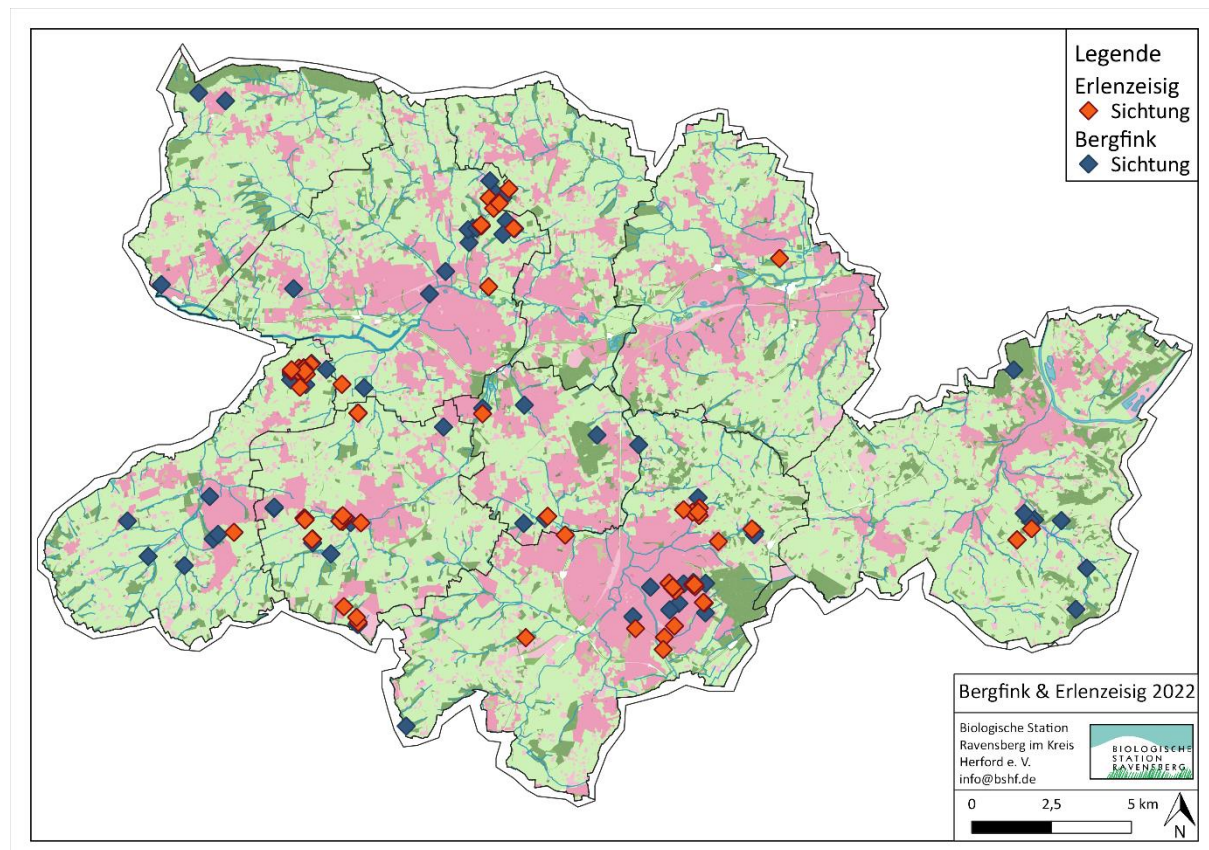 Legende
Erlenzeisig
Sichtung
Bergfink
Sichtung
Bergfink & Erlenzeisig 2022
Biologische Station
Ravensberg im Kreis
Herford e. V.
info@bshf.de
BIOLOGISCHE
STATION
RAVENSBERG
0 2,5 5 km
N